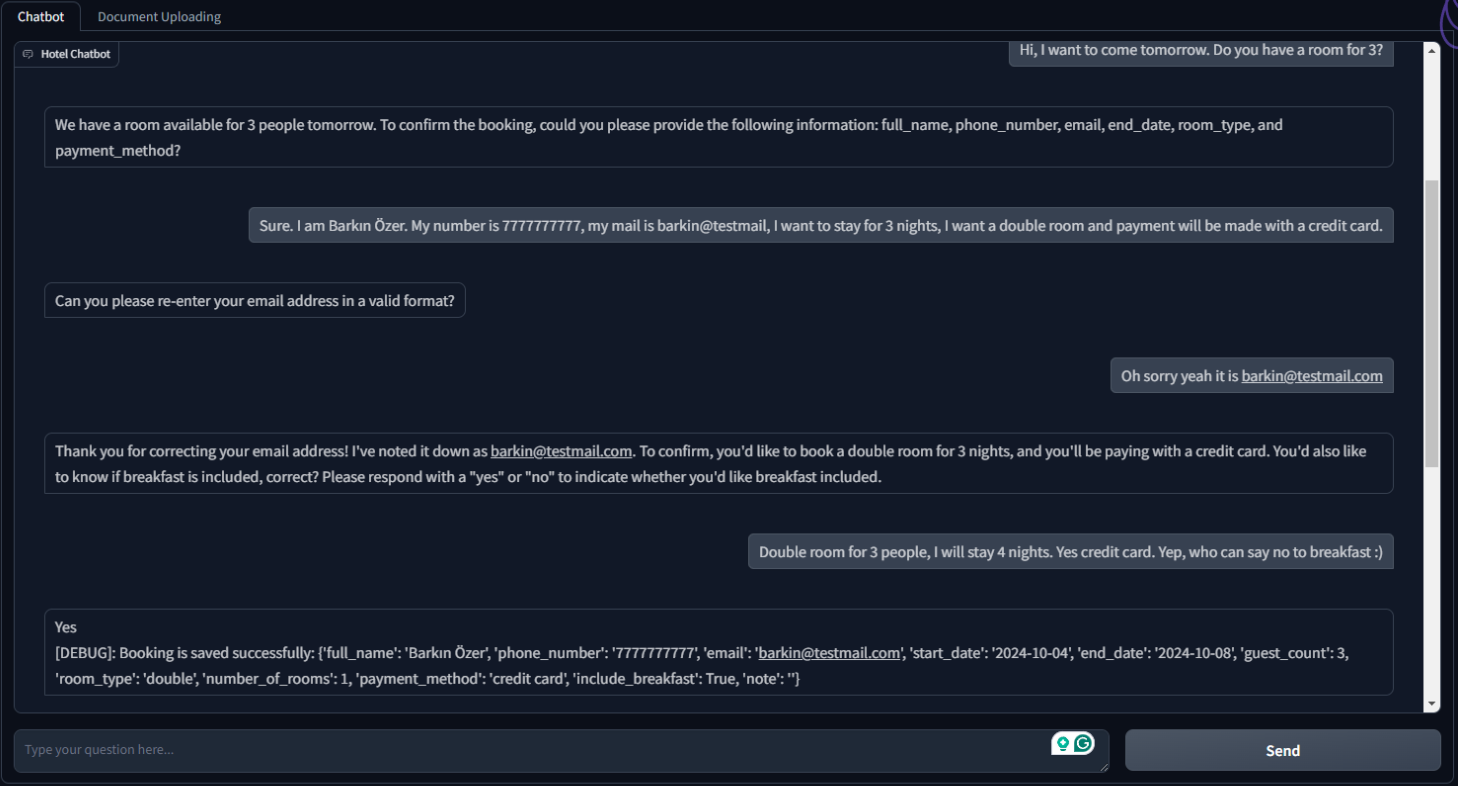 Chatbot
Document Uploading
Hotel Chatbot
Hi, I want to come tomorrow. Do you have a room for 3?
We have a room available for 3 people tomorrow. To confirm the booking, could you please provide the following information: full_name, phone_number, email, end_date, room_type, and
payment_method?
Sure. I am Barkın Özer. My number is 7777777777, my mail is barkin@testmail, I want to stay for 3 nights, I want a double room and payment will be made with a credit card.
Can you please re-enter your email address in a valid format?
Oh sorry yeah it is barkin@testmail.com
Thank you for correcting your email address! I've noted it down as barkin@testmail.com. To confirm, you'd like to book a double room for 3 nights, and you'll be paying with a credit card. You'd also like
to know if breakfast is included, correct? Please respond with a "yes" or "no" to indicate whether you'd like breakfast included.
Double room for 3 people, I will stay 4 nights. Yes credit card. Yep, who can say no to breakfast :)
Yes
[DEBUG]: Booking is saved successfully: {'full_name': 'Barkın Özer', 'phone_number': '7777777777', 'email': 'barkin@testmail.com', 'start_date': '2024-10-04', 'end_date': '2024-10-08', 'guest_count': 3,
'room_type': 'double', 'number_of_rooms': 1, 'payment_method': 'credit card', 'include_breakfast': True, 'note': ''}
Type your question here...
Send